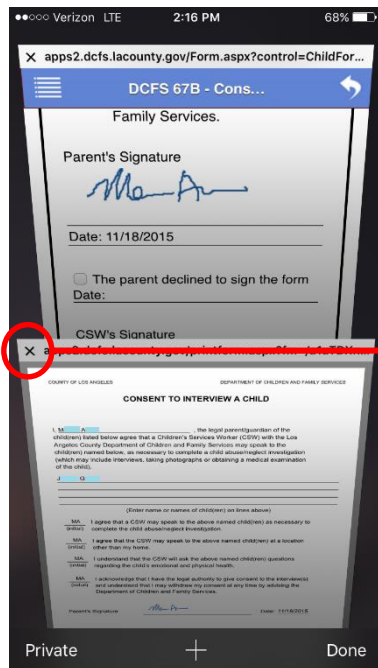 Verizon LTE 2:16 PM 68%
× apps2.dcfs.lacounty.gov/Form.aspx?control=ChildFor...
DCFS 67B - Cons...
Family Services.
Parent's Signature
Date: 11/18/2015
The parent declined to sign the form
Date:
CSW's Signature
×
COUNTY OF LOS ANGELES DEPARTMENT OF CHILDREN AND FAMILY SERVICES
CONSENT TO INTERVIEW A CHILD
I, M A , the legal parent/guardian of the
child(ren) listed below agree that a Children's Services Worker (CSW) with the Los
Angeles County Department of Children and Family Services may speak to the
child(ren) named below, as necessary to complete a child abuse/neglect investigation
(which may include interviews, taking photographs or obtaining a medical examination
of the child).
J G
(Enter name or names of child(ren) on lines above)
MA I agree that a CSW may speak to the above named child(ren) as necessary to
(initial) complete the child abuse/neglect investigation.
MA I agree that the CSW may speak to the above named child(ren) at a location
(initial) other than my home.
MA I understand that the CSW will ask the above named child(ren) questions
(initial) regarding the child's emotional and physical health.
MA I acknowledge that I have the legal authority to give consent to the interview(s)
(initial) and understand that I may withdraw my consent at any time by advising the
Department of Children and Family Services.
Parent's Signature Date: 11/18/2015
Private + Done